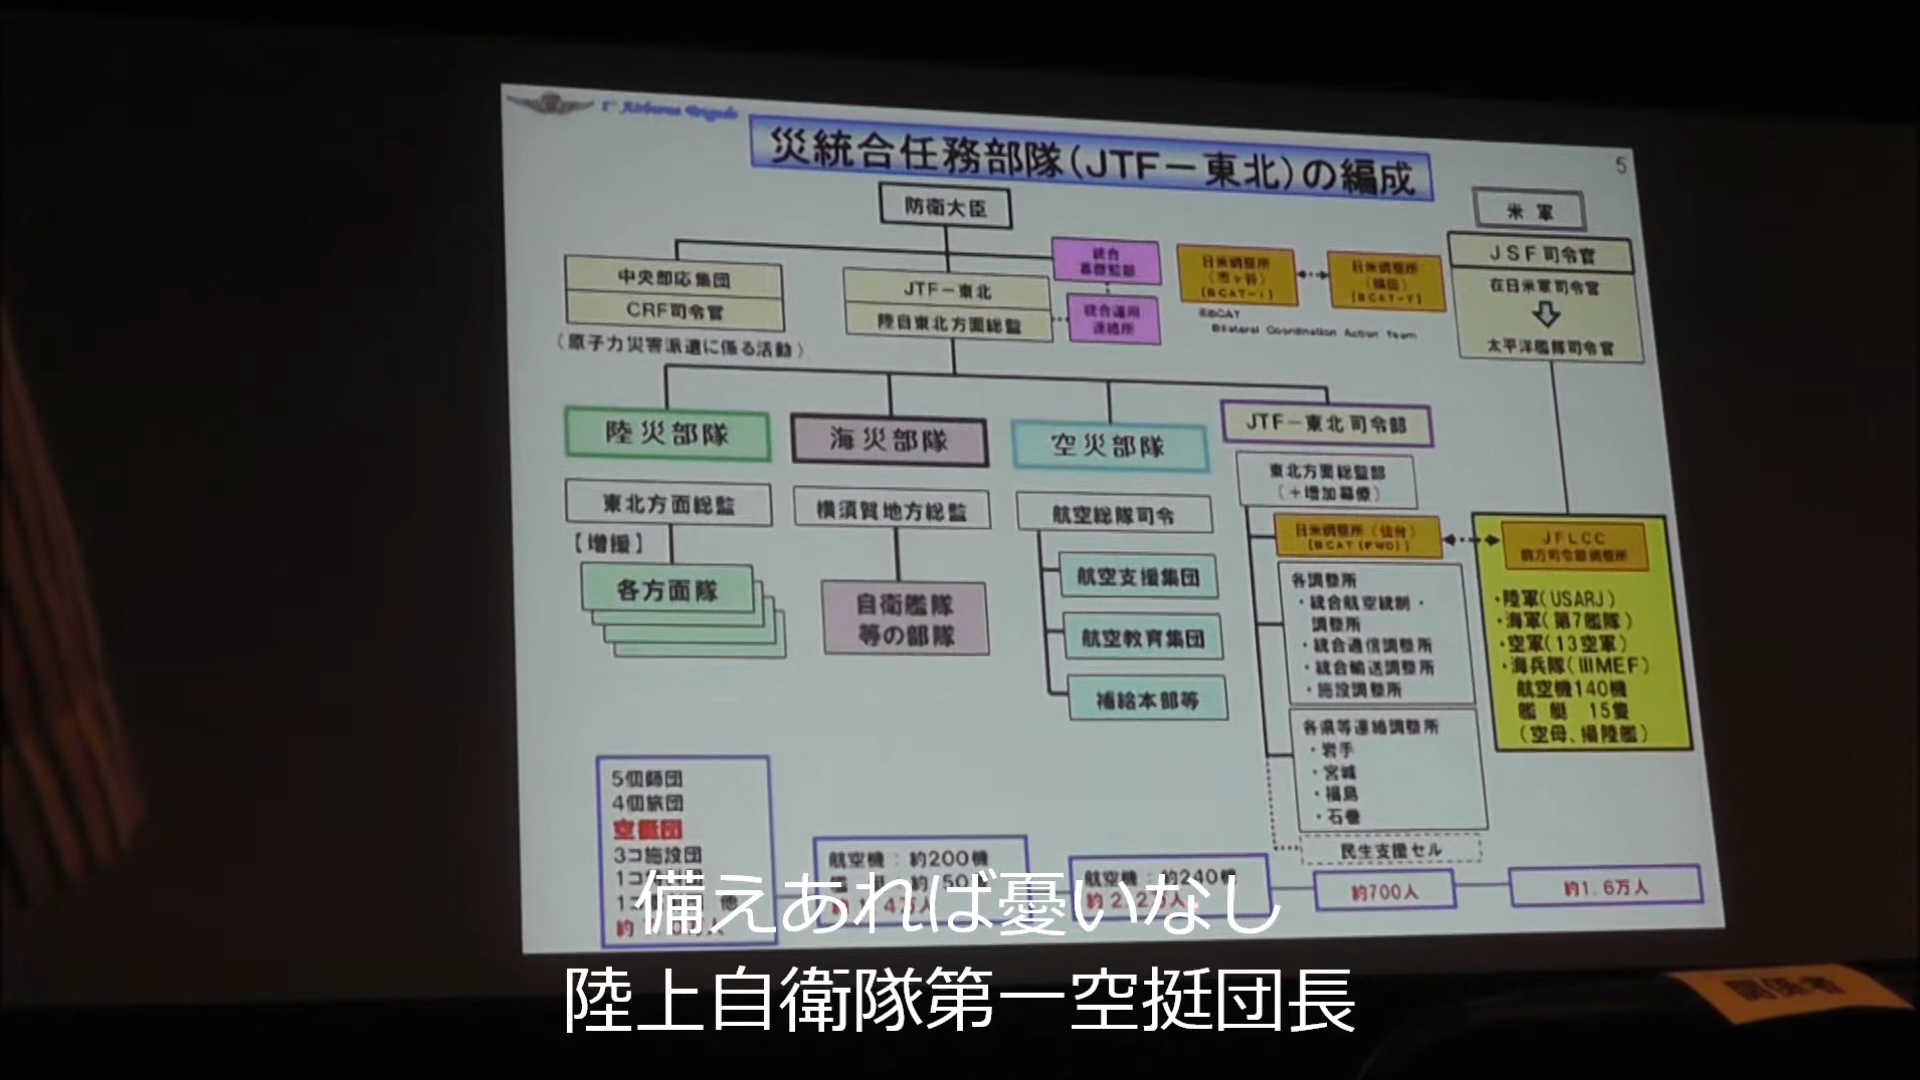 1st Airborne Brigade
災統合任務部隊(JTF－東北)の編成
5
防衛大臣
米軍
統合
幕僚監部
日米調整所
(市ヶ谷)
[BCAT-I]
日米調整所
(横田)
[BCAT-Y]
JSF司令官
在日米軍司令官
太平洋艦隊司令官
中央即応集団
CRF司令官
(原子力災害派遣に係る活動)
JTF－東北
陸自東北方面総監
統合運用
連絡所
※BCAT
Bilateral Coordination Action Team
陸災部隊
海災部隊
空災部隊
JTF－東北司令部
東北方面総監
横須賀地方総監
航空総隊司令
東北方面総監部
(＋増加幕僚)
【増援】
各方面隊
自衛艦隊
等の部隊
航空支援集団
航空教育集団
補給本部等
日米調整所(仙台)
[BCAT(FWD)]
各調整所
・統合航空統制・
調整所
・統合通信調整所
・統合輸送調整所
・施設調整所
各県等連絡調整所
・岩手
・宮城
・福島
・石巻
民生支援セル
JFLCC
・陸軍(USARJ)
・海軍(第7艦隊)
・空軍(13空軍)
・海兵隊(ⅢMEF)
航空機140機
艦艇 15隻
(空母、揚陸艦)
5個師団
4個旅団
空挺団
3コ施設団
航空機：約200機
航空機：約240機
約700人
約1.6万人
備えあれば憂いなし
陸上自衛隊第一空挺団長
関係者